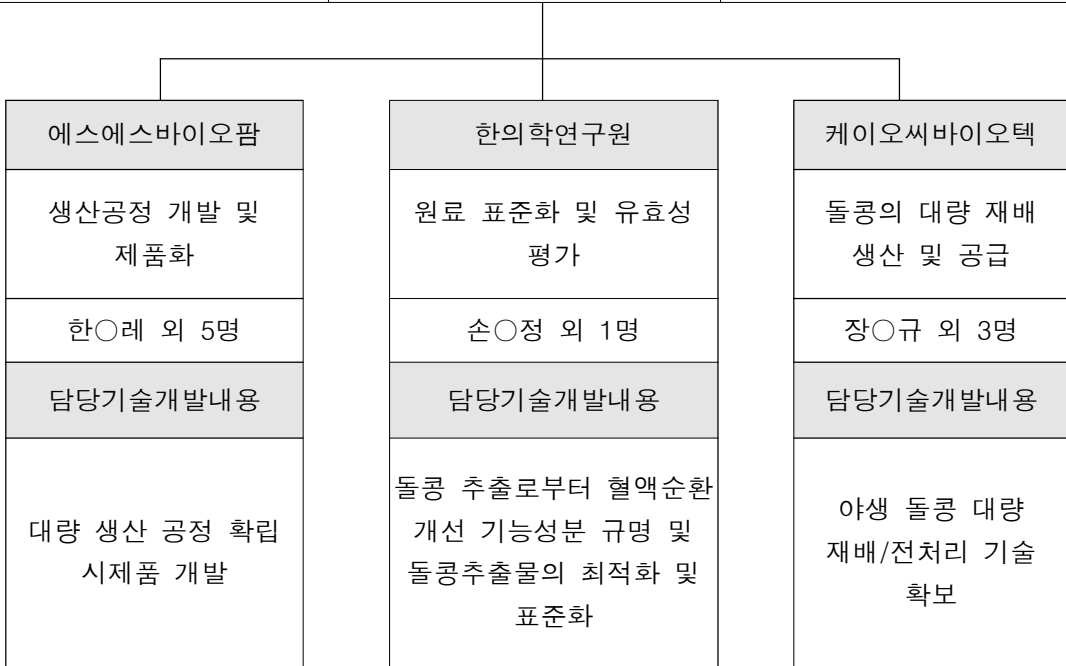 에스에스바이오팜
생산공정 개발 및
제품화
한○레 외 5명
담당기술개발내용
대량 생산 공정 확립
시제품 개발
한의학연구원
원료 표준화 및 유효성
평가
손○정 외 1명
담당기술개발내용
돌콩 추출로부터 혈액순환
개선 기능성분 규명 및
돌콩추출물의 최적화 및
표준화
케이오씨바이오텍
돌콩의 대량 재배
생산 및 공급
장○규 외 3명
담당기술개발내용
야생 돌콩 대량
재배/전처리 기술
확보